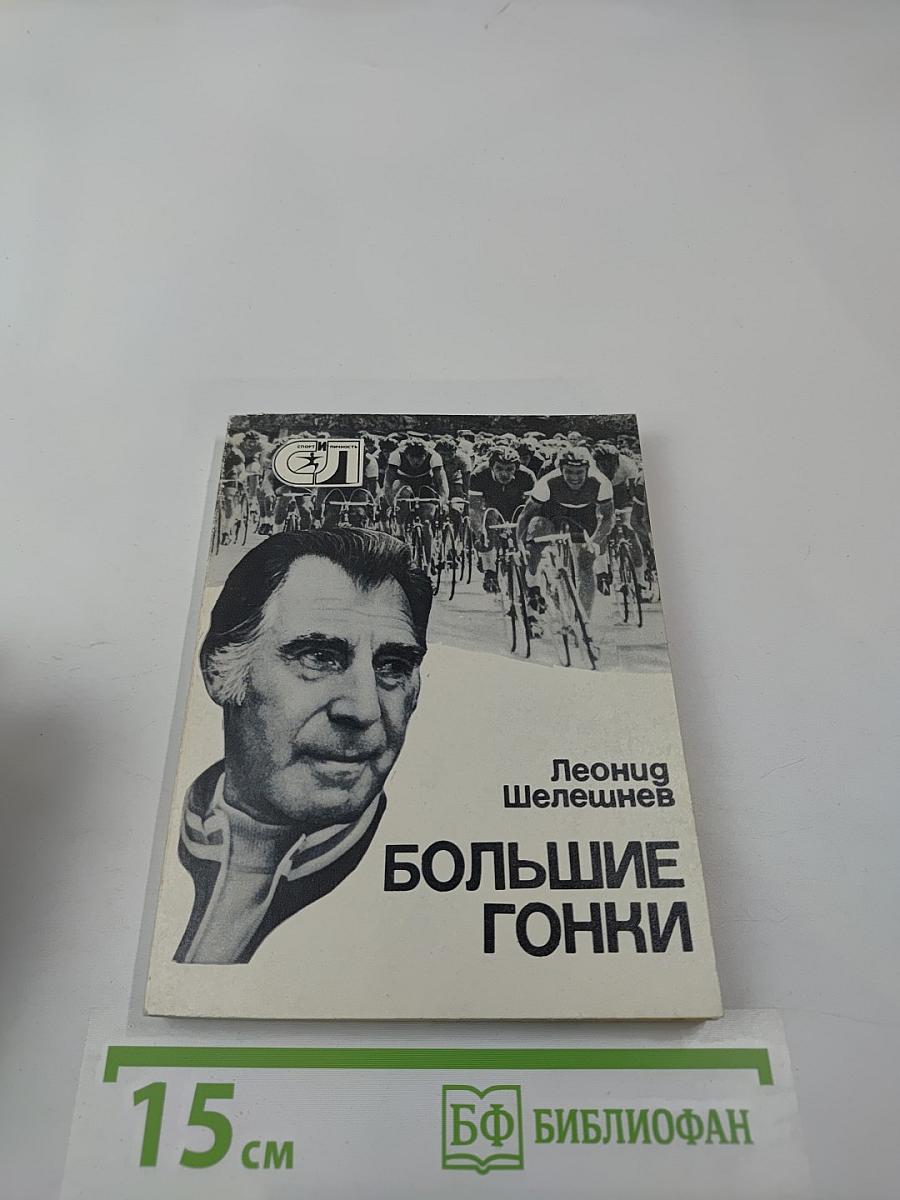 СПОРТ И ЛИЧНОСТЬ
СЛ
Леонид
Шелешнев
БОЛЬШИЕ
ГОНКИ
15 см
БФ БИБЛИОФАН